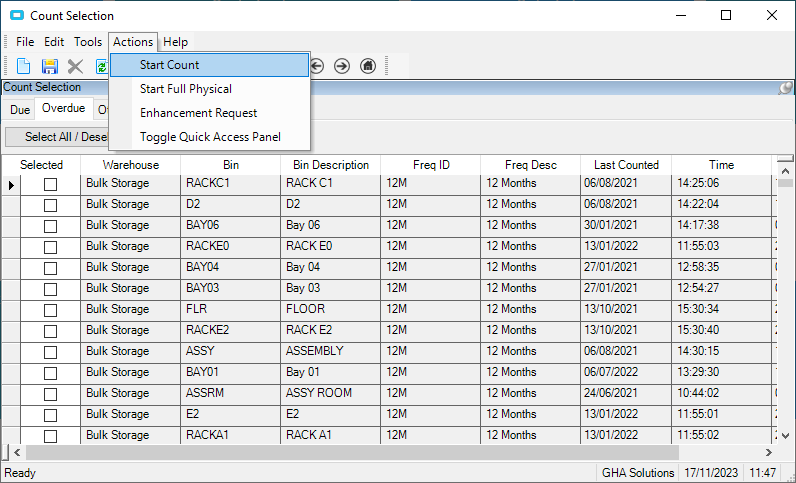 Count Selection
File Edit Tools Actions Help
Start Count
Start Full Physical
Enhancement Request
Toggle Quick Access Panel
Count Selection
Due Overdue
Select All /
Selected Warehouse Bin Bin Description Freq ID Freq Desc Last Counted Time
Bulk Storage RACKC1 RACK C1 12M 12 Months 06/08/2021 14:25:06
Bulk Storage D2 D2 12M 12 Months 06/08/2021 14:22:04
Bulk Storage BAY06 Bay 06 12M 12 Months 30/01/2021 14:17:38
Bulk Storage RACKE0 RACK E0 12M 12 Months 13/01/2022 11:55:03
Bulk Storage BAY04 Bay 04 12M 12 Months 27/01/2021 12:58:35
Bulk Storage BAY03 Bay 03 12M 12 Months 27/01/2021 12:54:27
Bulk Storage FLR FLOOR 12M 12 Months 13/10/2021 15:30:34
Bulk Storage RACKE2 RACK E2 12M 12 Months 13/10/2021 15:30:40
Bulk Storage ASSY ASSEMBLY 12M 12 Months 06/08/2021 14:30:15
Bulk Storage BAY01 Bay 01 12M 12 Months 06/07/2022 13:29:30
Bulk Storage ASSRM ASSY ROOM 12M 12 Months 24/06/2021 10:44:02
Bulk Storage E2 E2 12M 12 Months 13/01/2022 11:55:01
Bulk Storage RACKA1 RACK A1 12M 12 Months 13/01/2022 11:55:02
Ready GHA Solutions 17/11/2023 11:47